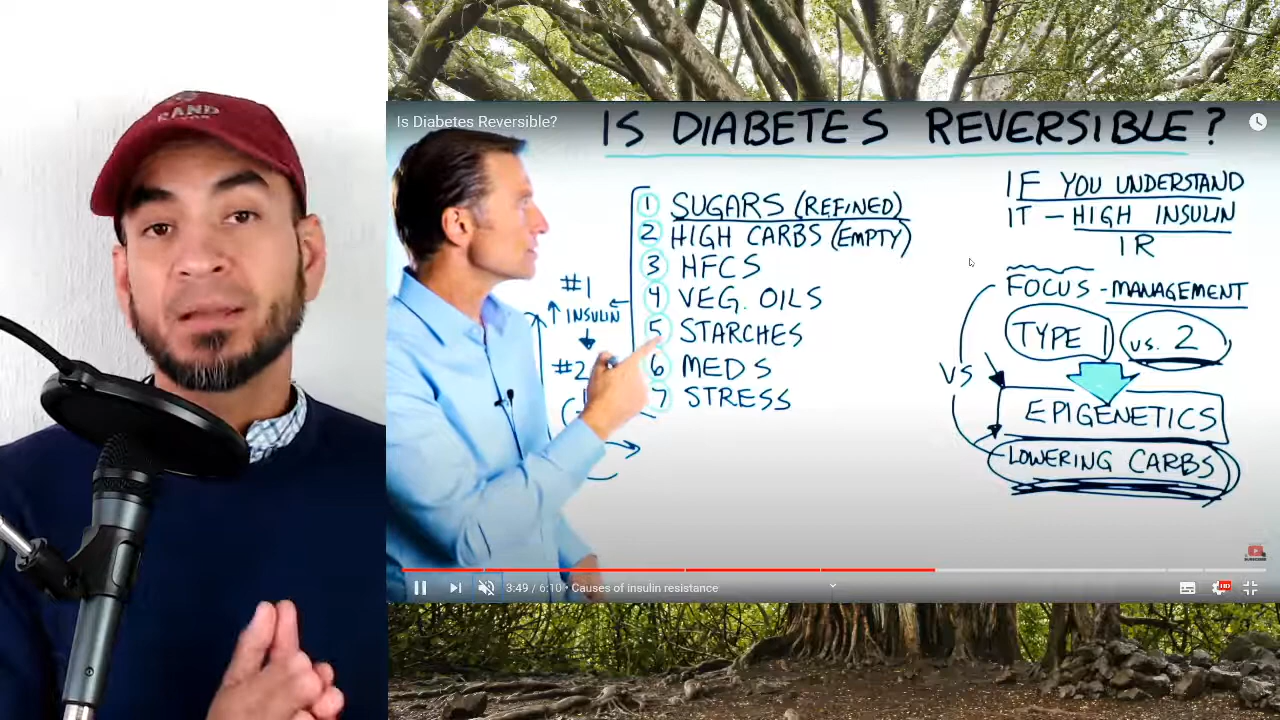 RAND
Is Diabetes Reversible?
IS DIABETES REVERSIBLE?
1 SUGARS (REFINED)
2 HIGH CARBS (EMPTY)
3 HFCS
4 VEG. OILS
5 STARCHES
6 MEDS
7 STRESS
#1
↑ INSULIN
#2
IF YOU UNDERSTAND
IT – HIGH INSULIN
IR
FOCUS - MANAGEMENT
TYPE 1 vs. 2
VS
EPIGENETICS
LOWERING CARBS
3:49 / 6:10 • Causes of insulin resistance
HD